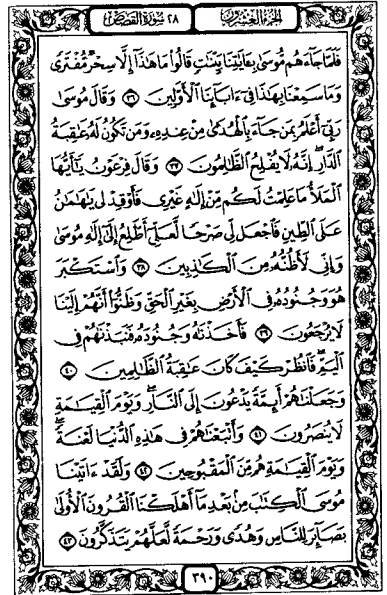 الجزء العشرون ٢٨ سورة القصص
فَلَمَّا جَآءَهُم مُّوسَىٰ بِـَٔايَٰتِنَا بَيِّنَٰتٍ قَالُوا۟ مَا هَٰذَآ إِلَّا سِحْرٌ مُّفْتَرًى
وَمَا سَمِعْنَا بِهَٰذَا فِىٓ ءَابَآئِنَا ٱلْأَوَّلِينَ ٣٦ وَقَالَ مُوسَىٰ
رَبِّىٓ أَعْلَمُ بِمَن جَآءَ بِٱلْهُدَىٰ مِنْ عِندِهِۦ وَمَن تَكُونُ لَهُۥ عَٰقِبَةُ
ٱلدَّارِ ۖ إِنَّهُۥ لَا يُفْلِحُ ٱلظَّٰلِمُونَ ٣٧ وَقَالَ فِرْعَوْنُ يَٰٓأَيُّهَا
ٱلْمَلَأُ مَا عَلِمْتُ لَكُم مِّنْ إِلَٰهٍ غَيْرِى فَأَوْقِدْ لِى يَٰهَٰمَٰنُ
عَلَى ٱلطِّينِ فَٱجْعَل لِّى صَرْحًا لَّعَلِّىٓ أَطَّلِعُ إِلَىٰٓ إِلَٰهِ مُوسَىٰ
وَإِنِّى لَأَظُنُّهُۥ مِنَ ٱلْكَٰذِبِينَ ٣٨ وَٱسْتَكْبَرَ
هُوَ وَجُنُودُهُۥ فِى ٱلْأَرْضِ بِغَيْرِ ٱلْحَقِّ وَظَنُّوٓا۟ أَنَّهُمْ إِلَيْنَا
لَا يُرْجَعُونَ ٣٩ فَأَخَذْنَٰهُ وَجُنُودَهُۥ فَنَبَذْنَٰهُمْ فِى
ٱلْيَمِّ ۖ فَٱنظُرْ كَيْفَ كَانَ عَٰقِبَةُ ٱلظَّٰلِمِينَ ٤٠
وَجَعَلْنَٰهُمْ أَئِمَّةً يَدْعُونَ إِلَى ٱلنَّارِ ۖ وَيَوْمَ ٱلْقِيَٰمَةِ
لَا يُنصَرُونَ ٤١ وَأَتْبَعْنَٰهُمْ فِى هَٰذِهِ ٱلدُّنْيَا لَعْنَةً ۖ
وَيَوْمَ ٱلْقِيَٰمَةِ هُم مِّنَ ٱلْمَقْبُوحِينَ ٤٢ وَلَقَدْ ءَاتَيْنَا
مُوسَى ٱلْكِتَٰبَ مِنۢ بَعْدِ مَآ أَهْلَكْنَا ٱلْقُرُونَ ٱلْأُولَىٰ
بَصَآئِرَ لِلنَّاسِ وَهُدًى وَرَحْمَةً لَّعَلَّهُمْ يَتَذَكَّرُونَ ٤٣
٣٩٠